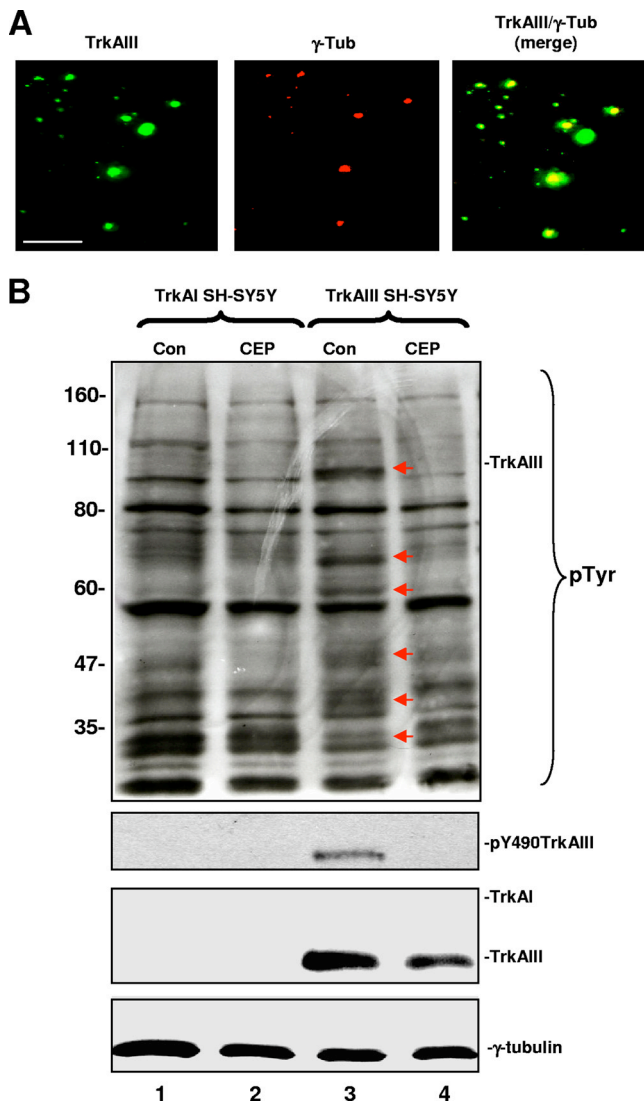 A
TrkAIII
γ-Tub
TrkAIII/γ-Tub
(merge)
B
TrkAI SH-SY5Y
TrkAIII SH-SY5Y
Con
CEP
Con
CEP
160-
110-
80-
60-
47-
35-
-TrkAIII
pTyr
-pY490TrkAIII
-TrkAI
-TrkAIII
-γ-tubulin
1
2
3
4